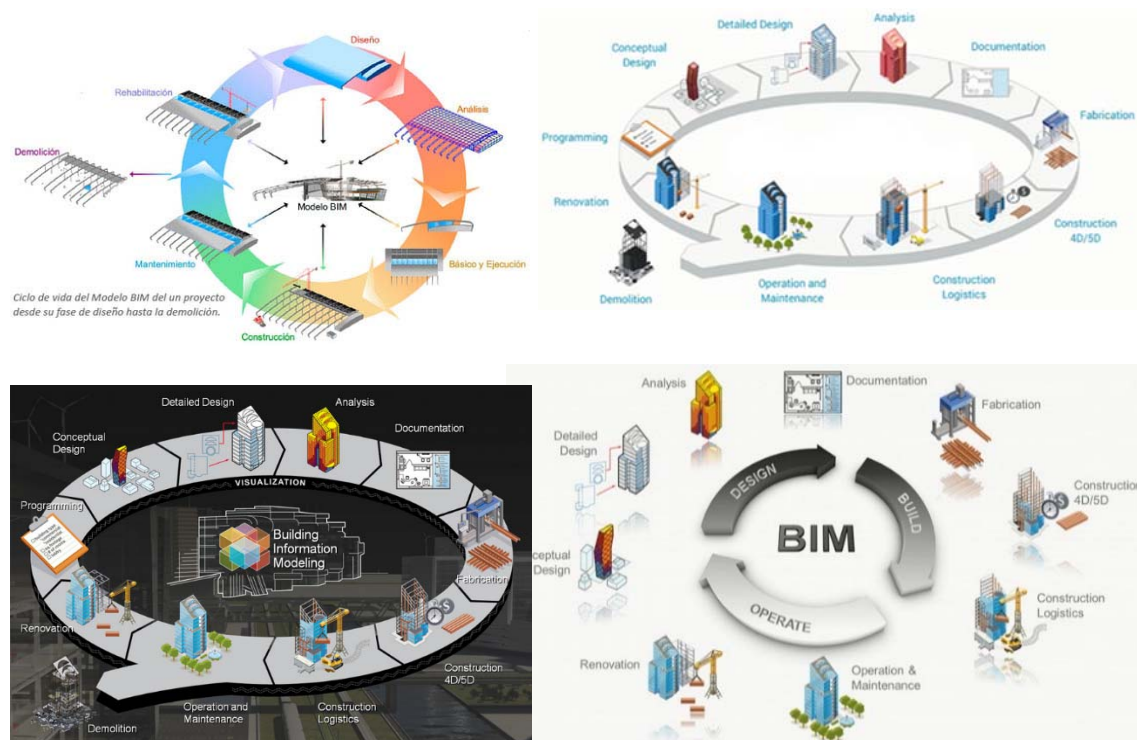 Diseño
Rehabilitación
Análisis
Demolición
Modelo BIM
Mantenimiento
Básico y Ejecución
Ciclo de vida del Modelo BIM del un proyecto
desde su fase de diseño hasta la demolición.
Construcción
Detailed Design
Analysis
Conceptual
Design
Documentation
Fabrication
Programming
Renovation
Construction
4D/5D
Operation and
Maintenance
Construction
Logistics
Demolition
Detailed Design
Analysis
Conceptual
Design
Documentation
VISUALIZATION
Programming
Building
Information
Modeling
Fabrication
Renovation
Construction
4D/5D
Operation and
Maintenance
Construction
Logistics
Demolition
Analysis
Documentation
Fabrication
Detailed
Design
DESIGN
BUILD
BIM
Construction
4D/5D
ceptual
Design
OPERATE
Construction
Logistics
Renovation
Operation &
Maintenance